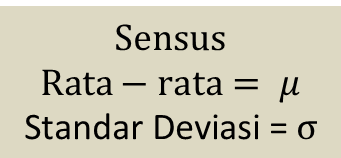 Sensus
Rata − rata = μ
Standar Deviasi = σ